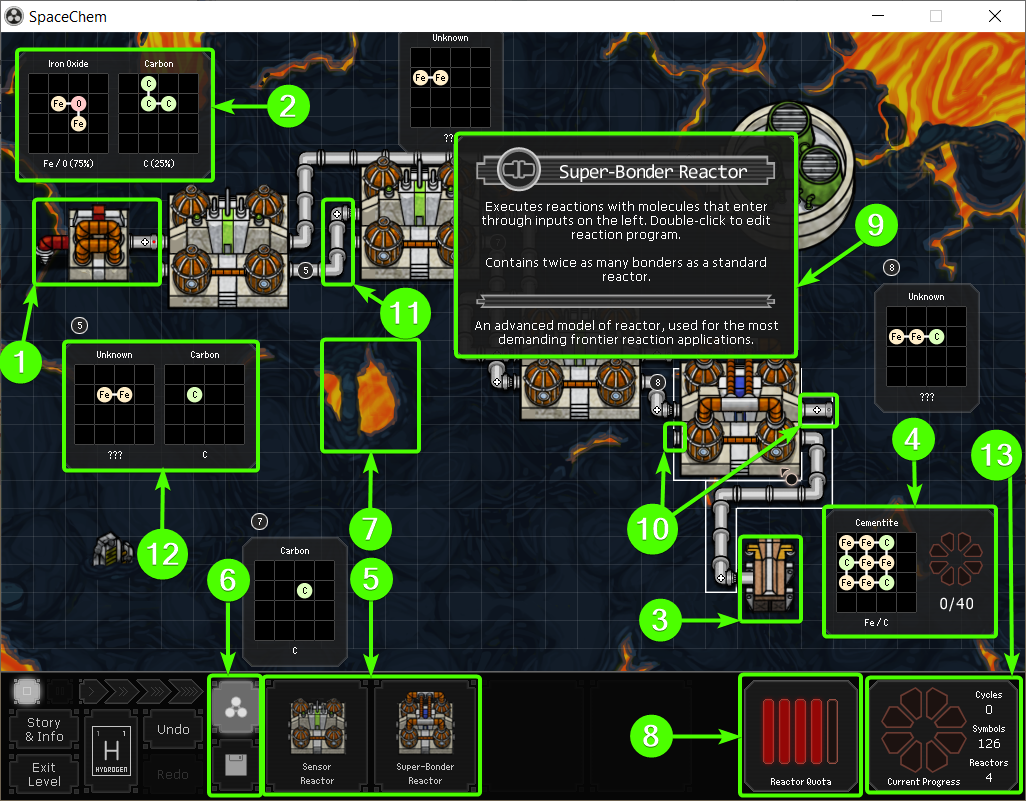 SpaceChem
Iron Oxide
Carbon
Fe O
Fe
C
C C
Fe / O (75%)
C (25%)
2
Unknown
Fe Fe
??
Super-Bonder Reactor
Executes reactions with molecules that enter
through inputs on the left. Double-click to edit
reaction program.
Contains twice as many bonders as a standard
reactor.
An advanced model of reactor, used for the most
demanding frontier reaction applications.
9
1
5
11
5
Unknown
Carbon
Fe Fe
C
???
C
8
Unknown
Fe Fe C
???
8
4
13
10
12
7
7
Carbon
C
C
6
5
3
Cementite
Fe Fe C
C Fe Fe
Fe Fe C
0/40
Fe / C
Story
& Info
Exit
Level
1 1
H
HYDROGEN
Undo
Redo
Sensor
Reactor
Super-Bonder
Reactor
8
Reactor Quota
Cycles
0
Symbols
126
Reactors
4
Current Progress